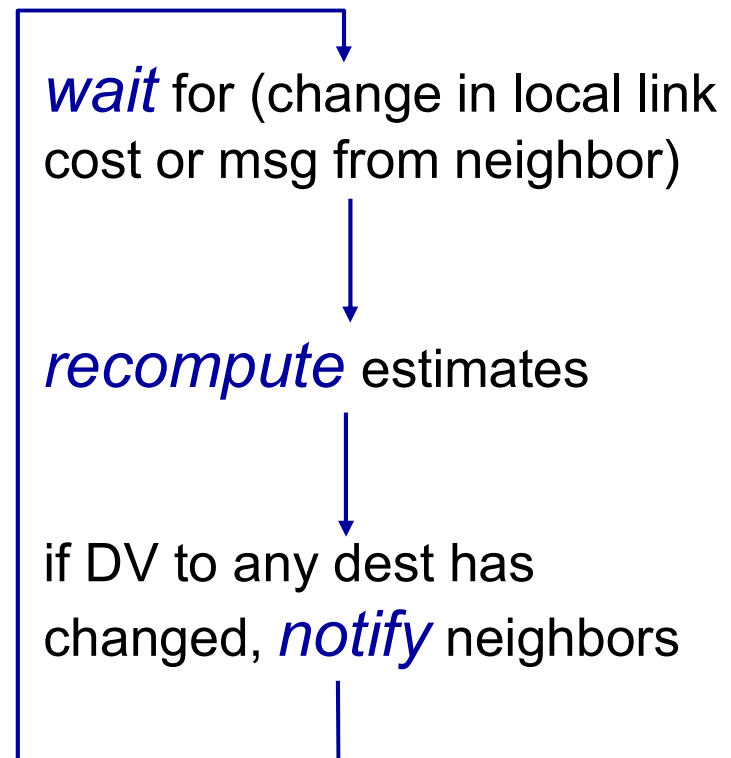 wait for (change in local link
cost or msg from neighbor)
recompute estimates
if DV to any dest has
changed, notify neighbors